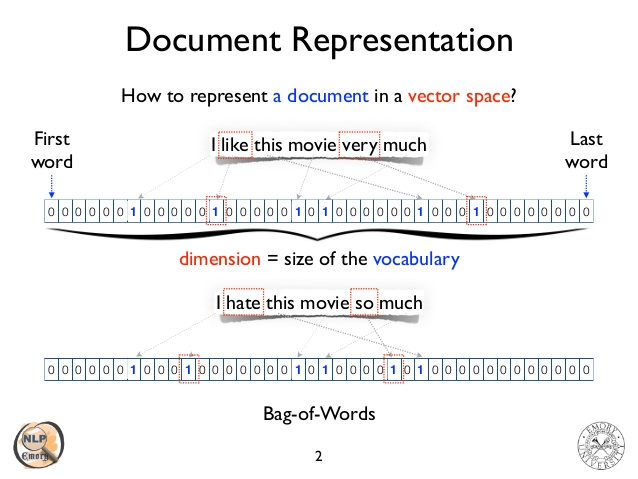 Document Representation
How to represent a document in a vector space?
First
word
I like this movie very much
Last
word
0 0 0 0 0 0 1 0 0 0 0 0 1 0 0 0 0 0 1 0 1 0 0 0 0 0 0 1 0 0 0 1 0 0 0 0 0 0 0 0
dimension = size of the vocabulary
I hate this movie so much
0 0 0 0 0 0 1 0 0 0 1 0 0 0 0 0 0 0 1 0 1 0 0 0 0 1 0 1 0 0 0 0 0 0 0 0 0 0 0 0
Bag-of-Words
NLP
Emory
2
EMORY
UNIVERSITY